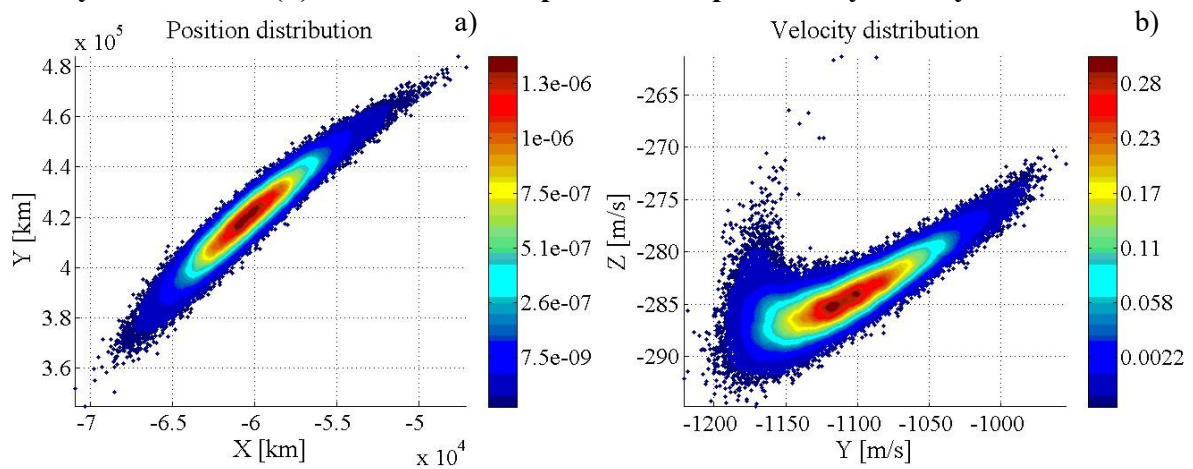 a)
Position distribution
x 10^5
4.8
4.6
4.4
4.2
4
3.8
3.6
Y [km]
-7
-6.5
-6
-5.5
-5
X [km]
x 10^4
1.3e-06
1e-06
7.5e-07
5.1e-07
2.6e-07
7.5e-09
b)
Velocity distribution
-265
-270
-275
-280
-285
-290
Z [m/s]
-1200
-1150
-1100
-1050
-1000
Y [m/s]
0.28
0.23
0.17
0.11
0.058
0.0022